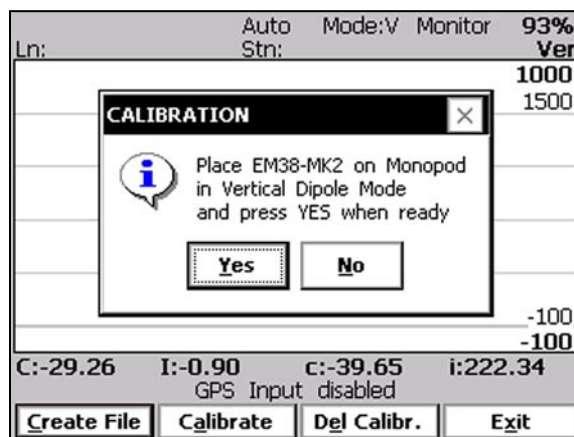 Auto Mode:V Monitor 93%
Ln: Stn: Ver
1000
1500
CALIBRATION
Place EM38-MK2 on Monopod
in Vertical Dipole Mode
and press YES when ready
Yes No
-100
-100
C:-29.26 I:-0.90 c:-39.65 i:222.34
GPS Input disabled
Create File Calibrate Del Calibr. Exit